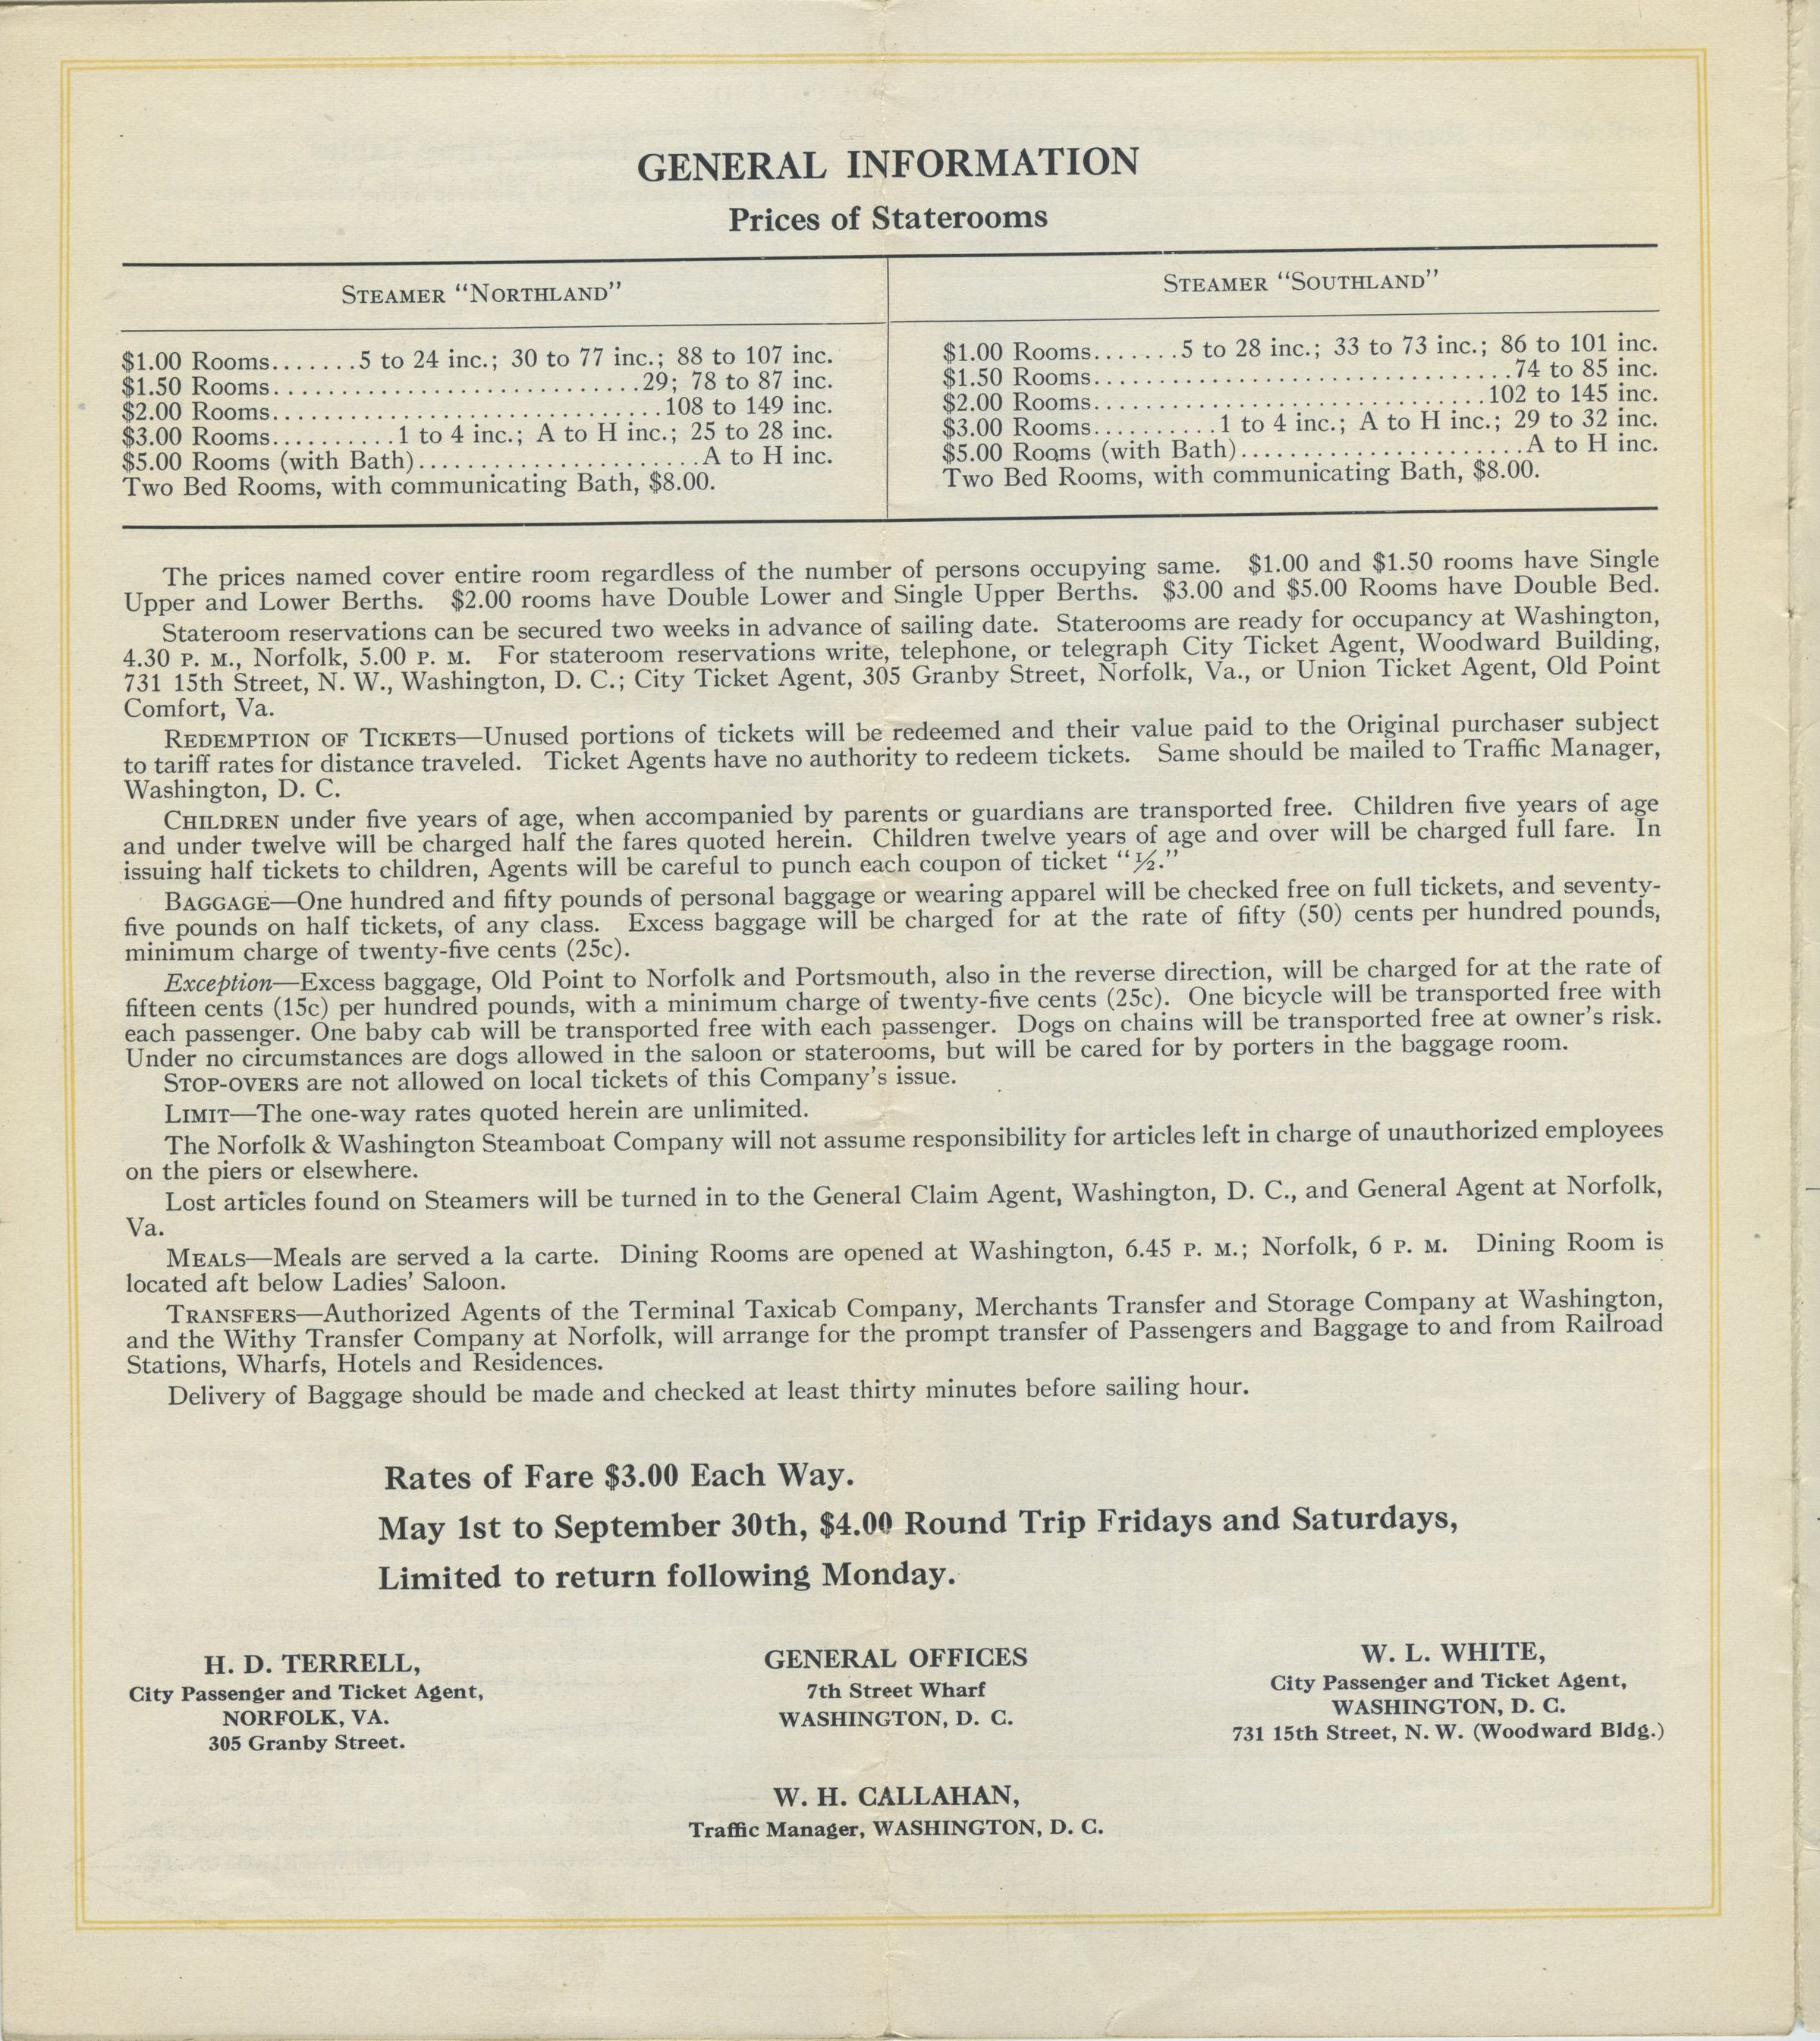 GENERAL INFORMATION
Prices of Staterooms
STEAMER "NORTHLAND"
$1.00 Rooms.......5 to 24 inc.; 30 to 77 inc.; 88 to 107 inc.
$1.50 Rooms...........................29; 78 to 87 inc.
$2.00 Rooms.............................108 to 149 inc.
$3.00 Rooms.........1 to 4 inc.; A to H inc.; 25 to 28 inc.
$5.00 Rooms (with Bath).....................A to H inc.
Two Bed Rooms, with communicating Bath, $8.00.
STEAMER "SOUTHLAND"
$1.00 Rooms.......5 to 28 inc.; 33 to 73 inc.; 86 to 101 inc.
$1.50 Rooms...............................74 to 85 inc.
$2.00 Rooms.............................102 to 145 inc.
$3.00 Rooms.........1 to 4 inc.; A to H inc.; 29 to 32 inc.
$5.00 Rooms (with Bath).....................A to H inc.
Two Bed Rooms, with communicating Bath, $8.00.
The prices named cover entire room regardless of the number of persons occupying same. $1.00 and $1.50 rooms have Single
Upper and Lower Berths. $2.00 rooms have Double Lower and Single Upper Berths. $3.00 and $5.00 Rooms have Double Bed.
Stateroom reservations can be secured two weeks in advance of sailing date. Staterooms are ready for occupancy at Washington,
4.30 P. M., Norfolk, 5.00 P. M. For stateroom reservations write, telephone, or telegraph City Ticket Agent, Woodward Building,
731 15th Street, N. W., Washington, D. C.; City Ticket Agent, 305 Granby Street, Norfolk, Va., or Union Ticket Agent, Old Point
Comfort, Va.
REDEMPTION OF TICKETS—Unused portions of tickets will be redeemed and their value paid to the Original purchaser subject
to tariff rates for distance traveled. Ticket Agents have no authority to redeem tickets. Same should be mailed to Traffic Manager,
Washington, D. C.
CHILDREN under five years of age, when accompanied by parents or guardians are transported free. Children five years of age
and under twelve will be charged half the fares quoted herein. Children twelve years of age and over will be charged full fare. In
issuing half tickets to children, Agents will be careful to punch each coupon of ticket "½."
BAGGAGE—One hundred and fifty pounds of personal baggage or wearing apparel will be checked free on full tickets, and seventy-
five pounds on half tickets, of any class. Excess baggage will be charged for at the rate of fifty (50) cents per hundred pounds,
minimum charge of twenty-five cents (25c).
Exception—Excess baggage, Old Point to Norfolk and Portsmouth, also in the reverse direction, will be charged for at the rate of
fifteen cents (15c) per hundred pounds, with a minimum charge of twenty-five cents (25c). One bicycle will be transported free with
each passenger. One baby cab will be transported free with each passenger. Dogs on chains will be transported free at owner's risk.
Under no circumstances are dogs allowed in the saloon or staterooms, but will be cared for by porters in the baggage room.
STOP-OVERS are not allowed on local tickets of this Company's issue.
LIMIT—The one-way rates quoted herein are unlimited.
The Norfolk & Washington Steamboat Company will not assume responsibility for articles left in charge of unauthorized employees
on the piers or elsewhere.
Lost articles found on Steamers will be turned in to the General Claim Agent, Washington, D. C., and General Agent at Norfolk,
Va.
MEALS—Meals are served a la carte. Dining Rooms are opened at Washington, 6.45 P. M.; Norfolk, 6 P. M. Dining Room is
located aft below Ladies' Saloon.
TRANSFERS—Authorized Agents of the Terminal Taxicab Company, Merchants Transfer and Storage Company at Washington,
and the Withy Transfer Company at Norfolk, will arrange for the prompt transfer of Passengers and Baggage to and from Railroad
Stations, Wharfs, Hotels and Residences.
Delivery of Baggage should be made and checked at least thirty minutes before sailing hour.
Rates of Fare $3.00 Each Way.
May 1st to September 30th, $4.00 Round Trip Fridays and Saturdays,
Limited to return following Monday.
H. D. TERRELL,
City Passenger and Ticket Agent,
NORFOLK, VA.
305 Granby Street.
GENERAL OFFICES
7th Street Wharf
WASHINGTON, D. C.
W. L. WHITE,
City Passenger and Ticket Agent,
WASHINGTON, D. C.
731 15th Street, N. W. (Woodward Bldg.)
W. H. CALLAHAN,
Traffic Manager, WASHINGTON, D. C.